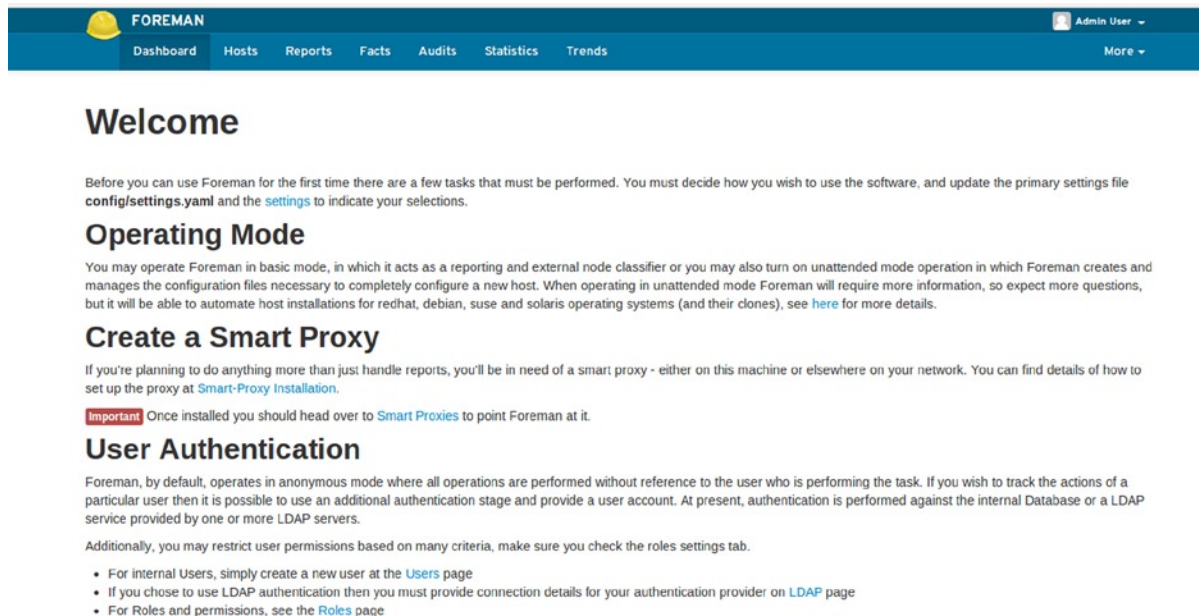 FOREMAN
Admin User
Dashboard Hosts Reports Facts Audits Statistics Trends More
Welcome
Before you can use Foreman for the first time there are a few tasks that must be performed. You must decide how you wish to use the software, and update the primary settings file
config/settings.yaml and the settings to indicate your selections.
Operating Mode
You may operate Foreman in basic mode, in which it acts as a reporting and external node classifier or you may also turn on unattended mode operation in which Foreman creates and
manages the configuration files necessary to completely configure a new host. When operating in unattended mode Foreman will require more information, so expect more questions,
but it will be able to automate host installations for redhat, debian, suse and solaris operating systems (and their clones), see here for more details.
Create a Smart Proxy
If you're planning to do anything more than just handle reports, you'll be in need of a smart proxy - either on this machine or elsewhere on your network. You can find details of how to
set up the proxy at Smart-Proxy Installation.
Important Once installed you should head over to Smart Proxies to point Foreman at it.
User Authentication
Foreman, by default, operates in anonymous mode where all operations are performed without reference to the user who is performing the task. If you wish to track the actions of a
particular user then it is possible to use an additional authentication stage and provide a user account. At present, authentication is performed against the internal Database or a LDAP
service provided by one or more LDAP servers.
Additionally, you may restrict user permissions based on many criteria, make sure you check the roles settings tab.
• For internal Users, simply create a new user at the Users page
• If you chose to use LDAP authentication then you must provide connection details for your authentication provider on LDAP page
• For Roles and permissions, see the Roles page